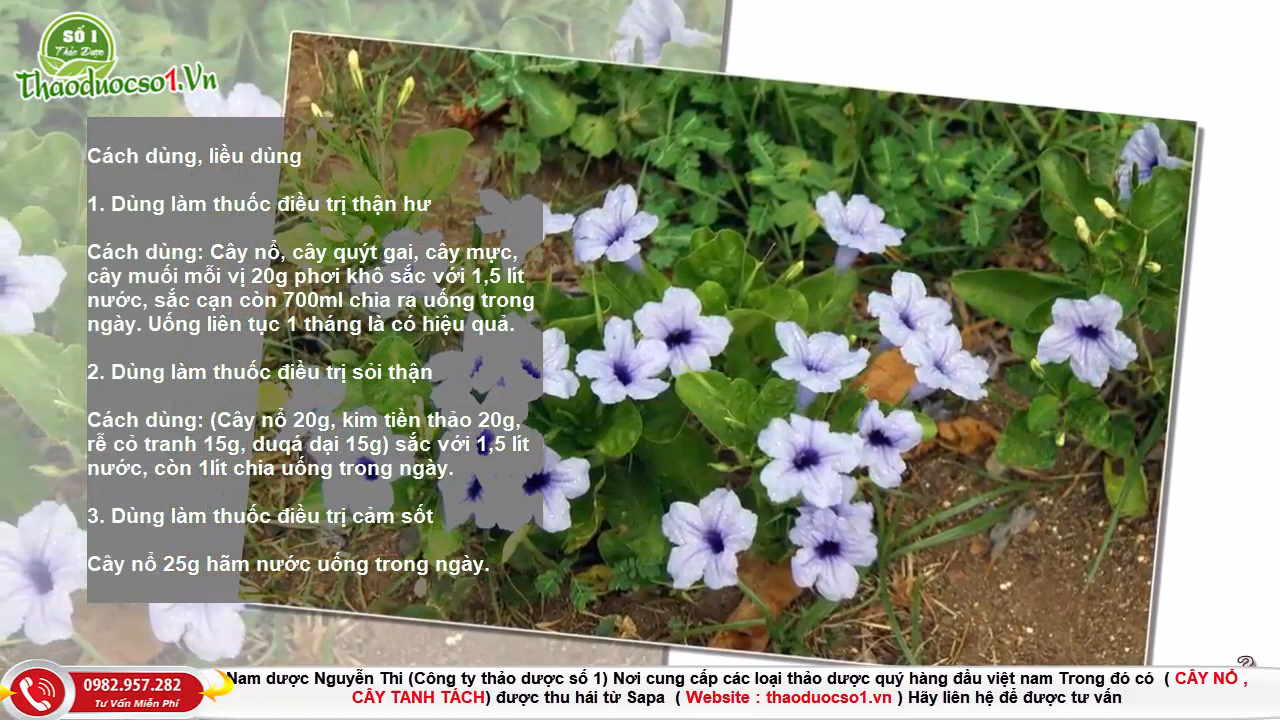 SỐ 1
Thảo Dược
Thaoduocso1.Vn
Cách dùng, liều dùng
1. Dùng làm thuốc điều trị thận hư
Cách dùng: Cây nổ, cây quýt gai, cây mực,
cây muối mỗi vị 20g phơi khô sắc với 1,5 lít
nước, sắc cạn còn 700ml chia ra uống trong
ngày. Uống liên tục 1 tháng là có hiệu quả.
2. Dùng làm thuốc điều trị sỏi thận
Cách dùng: (Cây nổ 20g, kim tiền thảo 20g,
rễ cỏ tranh 15g, duqá dại 15g) sắc với 1,5 lít
nước, còn 1lít chia uống trong ngày.
3. Dùng làm thuốc điều trị cảm sốt
Cây nổ 25g hãm nước uống trong ngày.
0982.957.282
Tư Vấn Miễn Phí
Nam dược Nguyễn Thi (Công ty thảo dược số 1) Nơi cung cấp các loại thảo dược quý hàng đầu việt nam Trong đó có ( CÂY NỔ ,
CÂY TANH TÁCH) được thu hái từ Sapa ( Website : thaoduocso1.vn ) Hãy liên hệ để được tư vấn